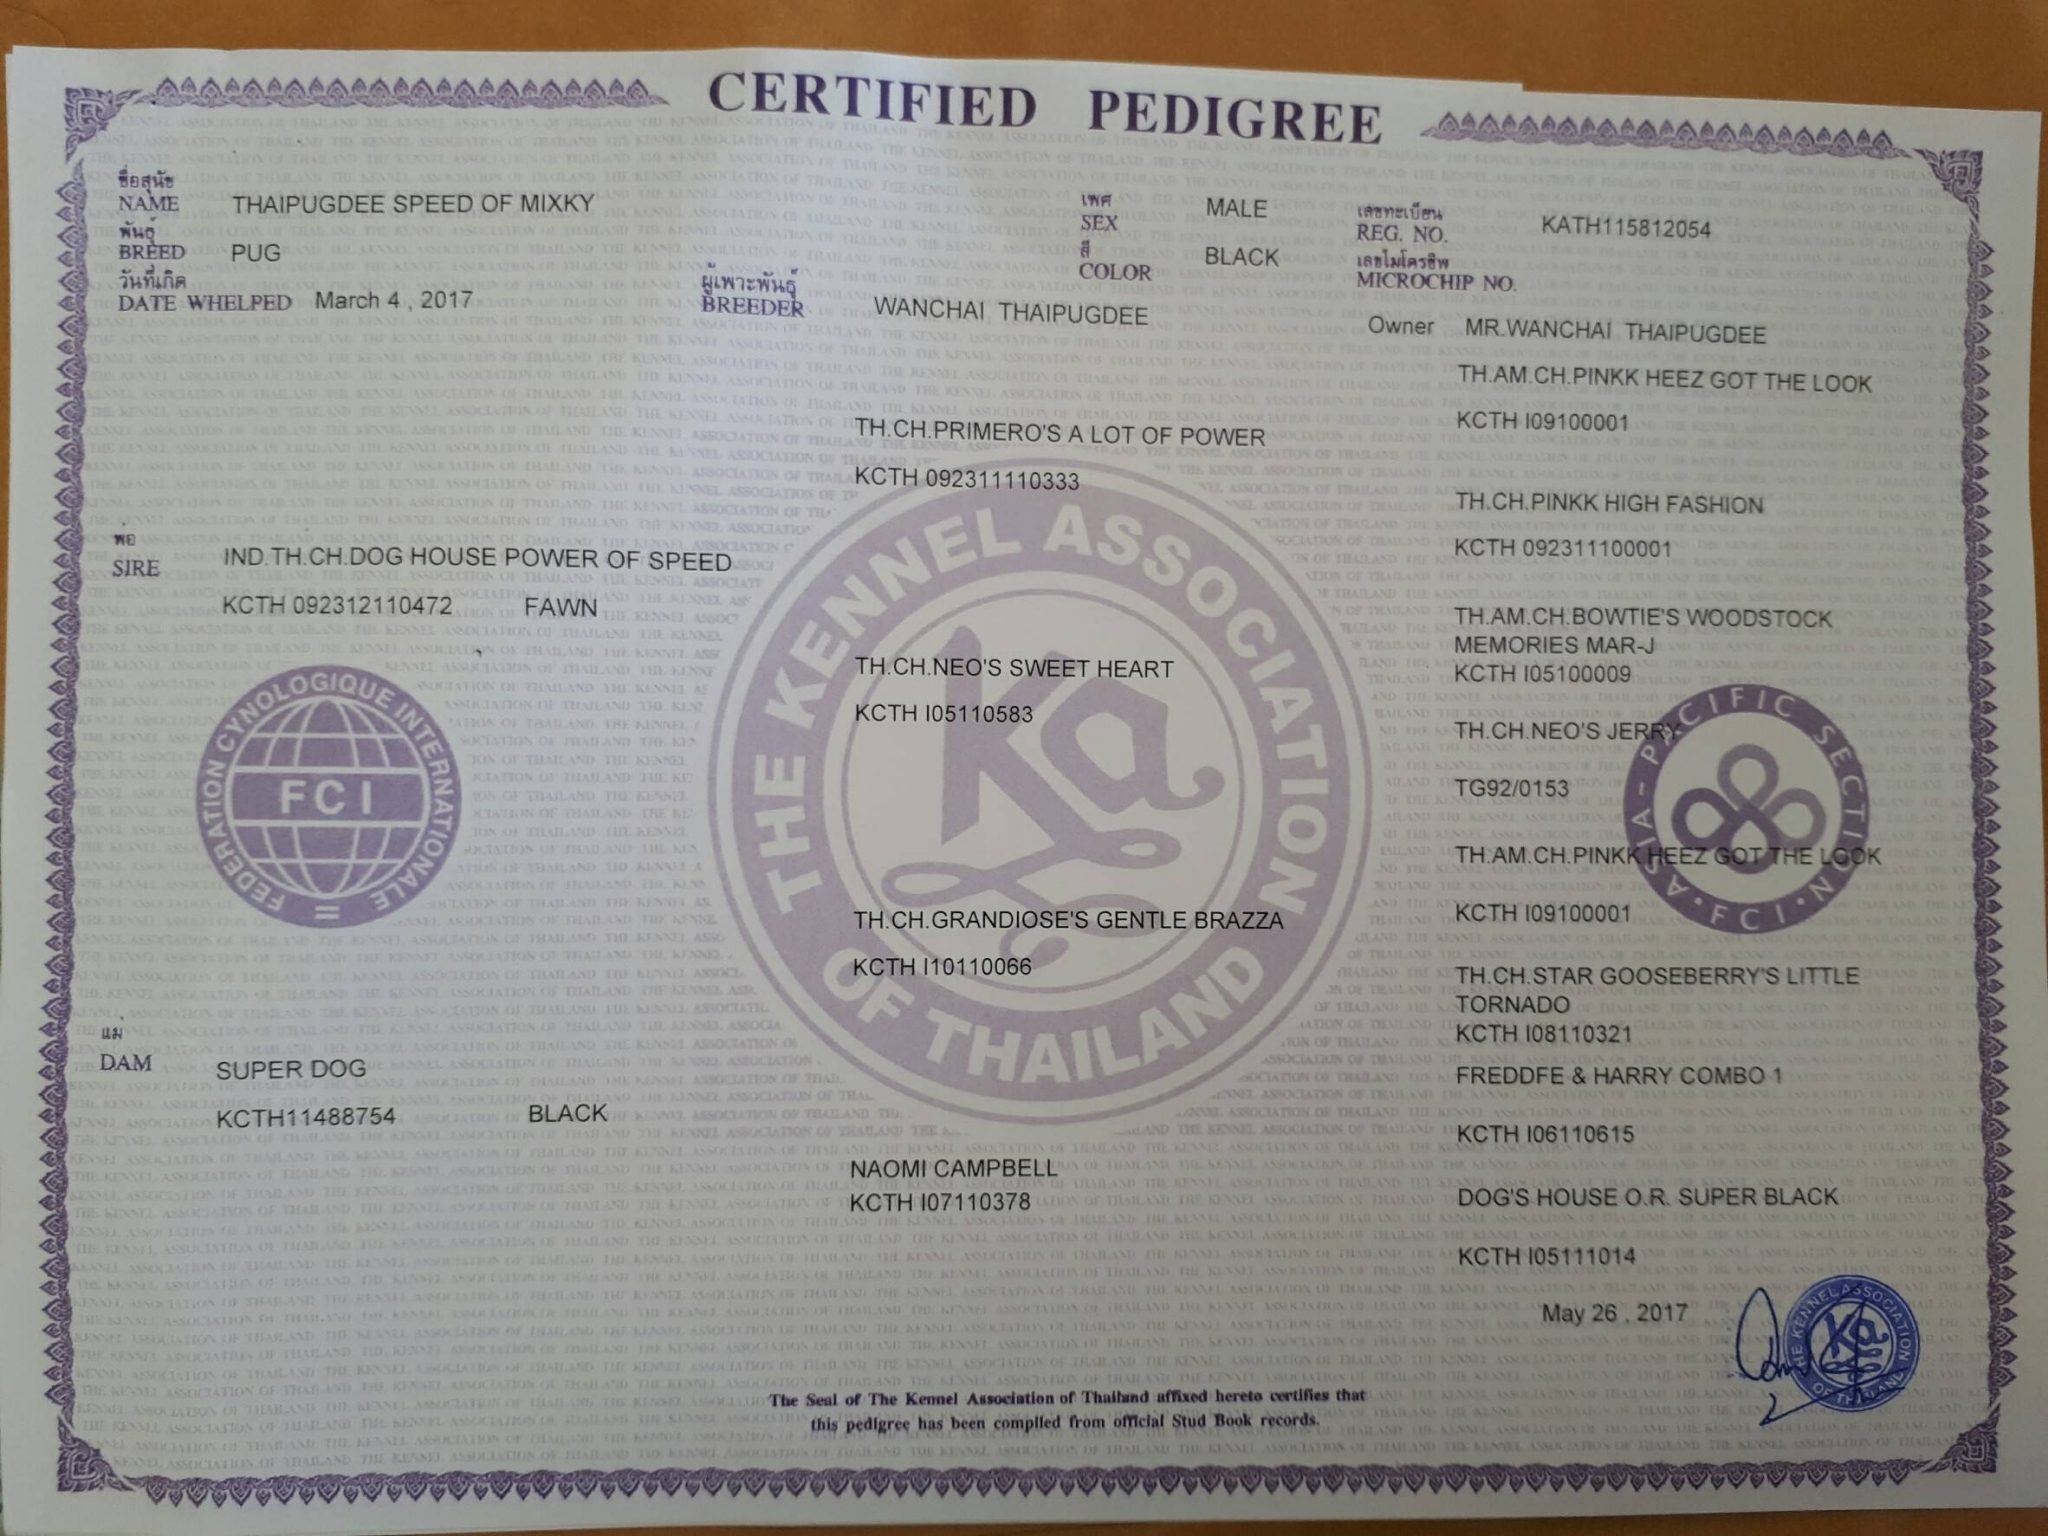 CERTIFIED PEDIGREE
ชื่อสุนัข
NAME THAIPUGDEE SPEED OF MIXKY
พันธุ์
BREED PUG
วันที่เกิด
DATE WHELPED March 4 , 2017
ผู้เพาะพันธุ์
BREEDER WANCHAI THAIPUGDEE
เพศ
SEX MALE
สี
COLOR BLACK
เลขทะเบียน
REG. NO. KATH115812054
เลขไมโครชิพ
MICROCHIP NO.
Owner MR.WANCHAI THAIPUGDEE
พ่อ
SIRE IND.TH.CH.DOG HOUSE POWER OF SPEED
KCTH 092312110472 FAWN
แม่
DAM SUPER DOG
KCTH11488754 BLACK
TH.CH.PRIMERO'S A LOT OF POWER
KCTH 092311110333
TH.CH.NEO'S SWEET HEART
KCTH I05110583
TH.CH.GRANDIOSE'S GENTLE BRAZZA
KCTH I10110066
NAOMI CAMPBELL
KCTH I07110378
TH.AM.CH.PINKK HEEZ GOT THE LOOK
KCTH I09100001
TH.CH.PINKK HIGH FASHION
KCTH 092311100001
TH.AM.CH.BOWTIE'S WOODSTOCK
MEMORIES MAR-J
KCTH I05100009
TH.CH.NEO'S JERRY
TG92/0153
TH.AM.CH.PINKK HEEZ GOT THE LOOK
KCTH I09100001
TH.CH.STAR GOOSEBERRY'S LITTLE
TORNADO
KCTH I08110321
FREDDFE & HARRY COMBO 1
KCTH I06110615
DOG'S HOUSE O.R. SUPER BLACK
KCTH I05111014
May 26 , 2017
FEDERATION CYNOLOGIQUE INTERNATIONALE
FCI
THE KENNEL ASSOCIATION OF THAILAND
Ka
ASIA - PACIFIC SECTION
FCI
THE KENNEL ASSOCIATION OF THAILAND
Ka
The Seal of The Kennel Association of Thailand affixed hereto certifies that
this pedigree has been compiled from official Stud Book records.